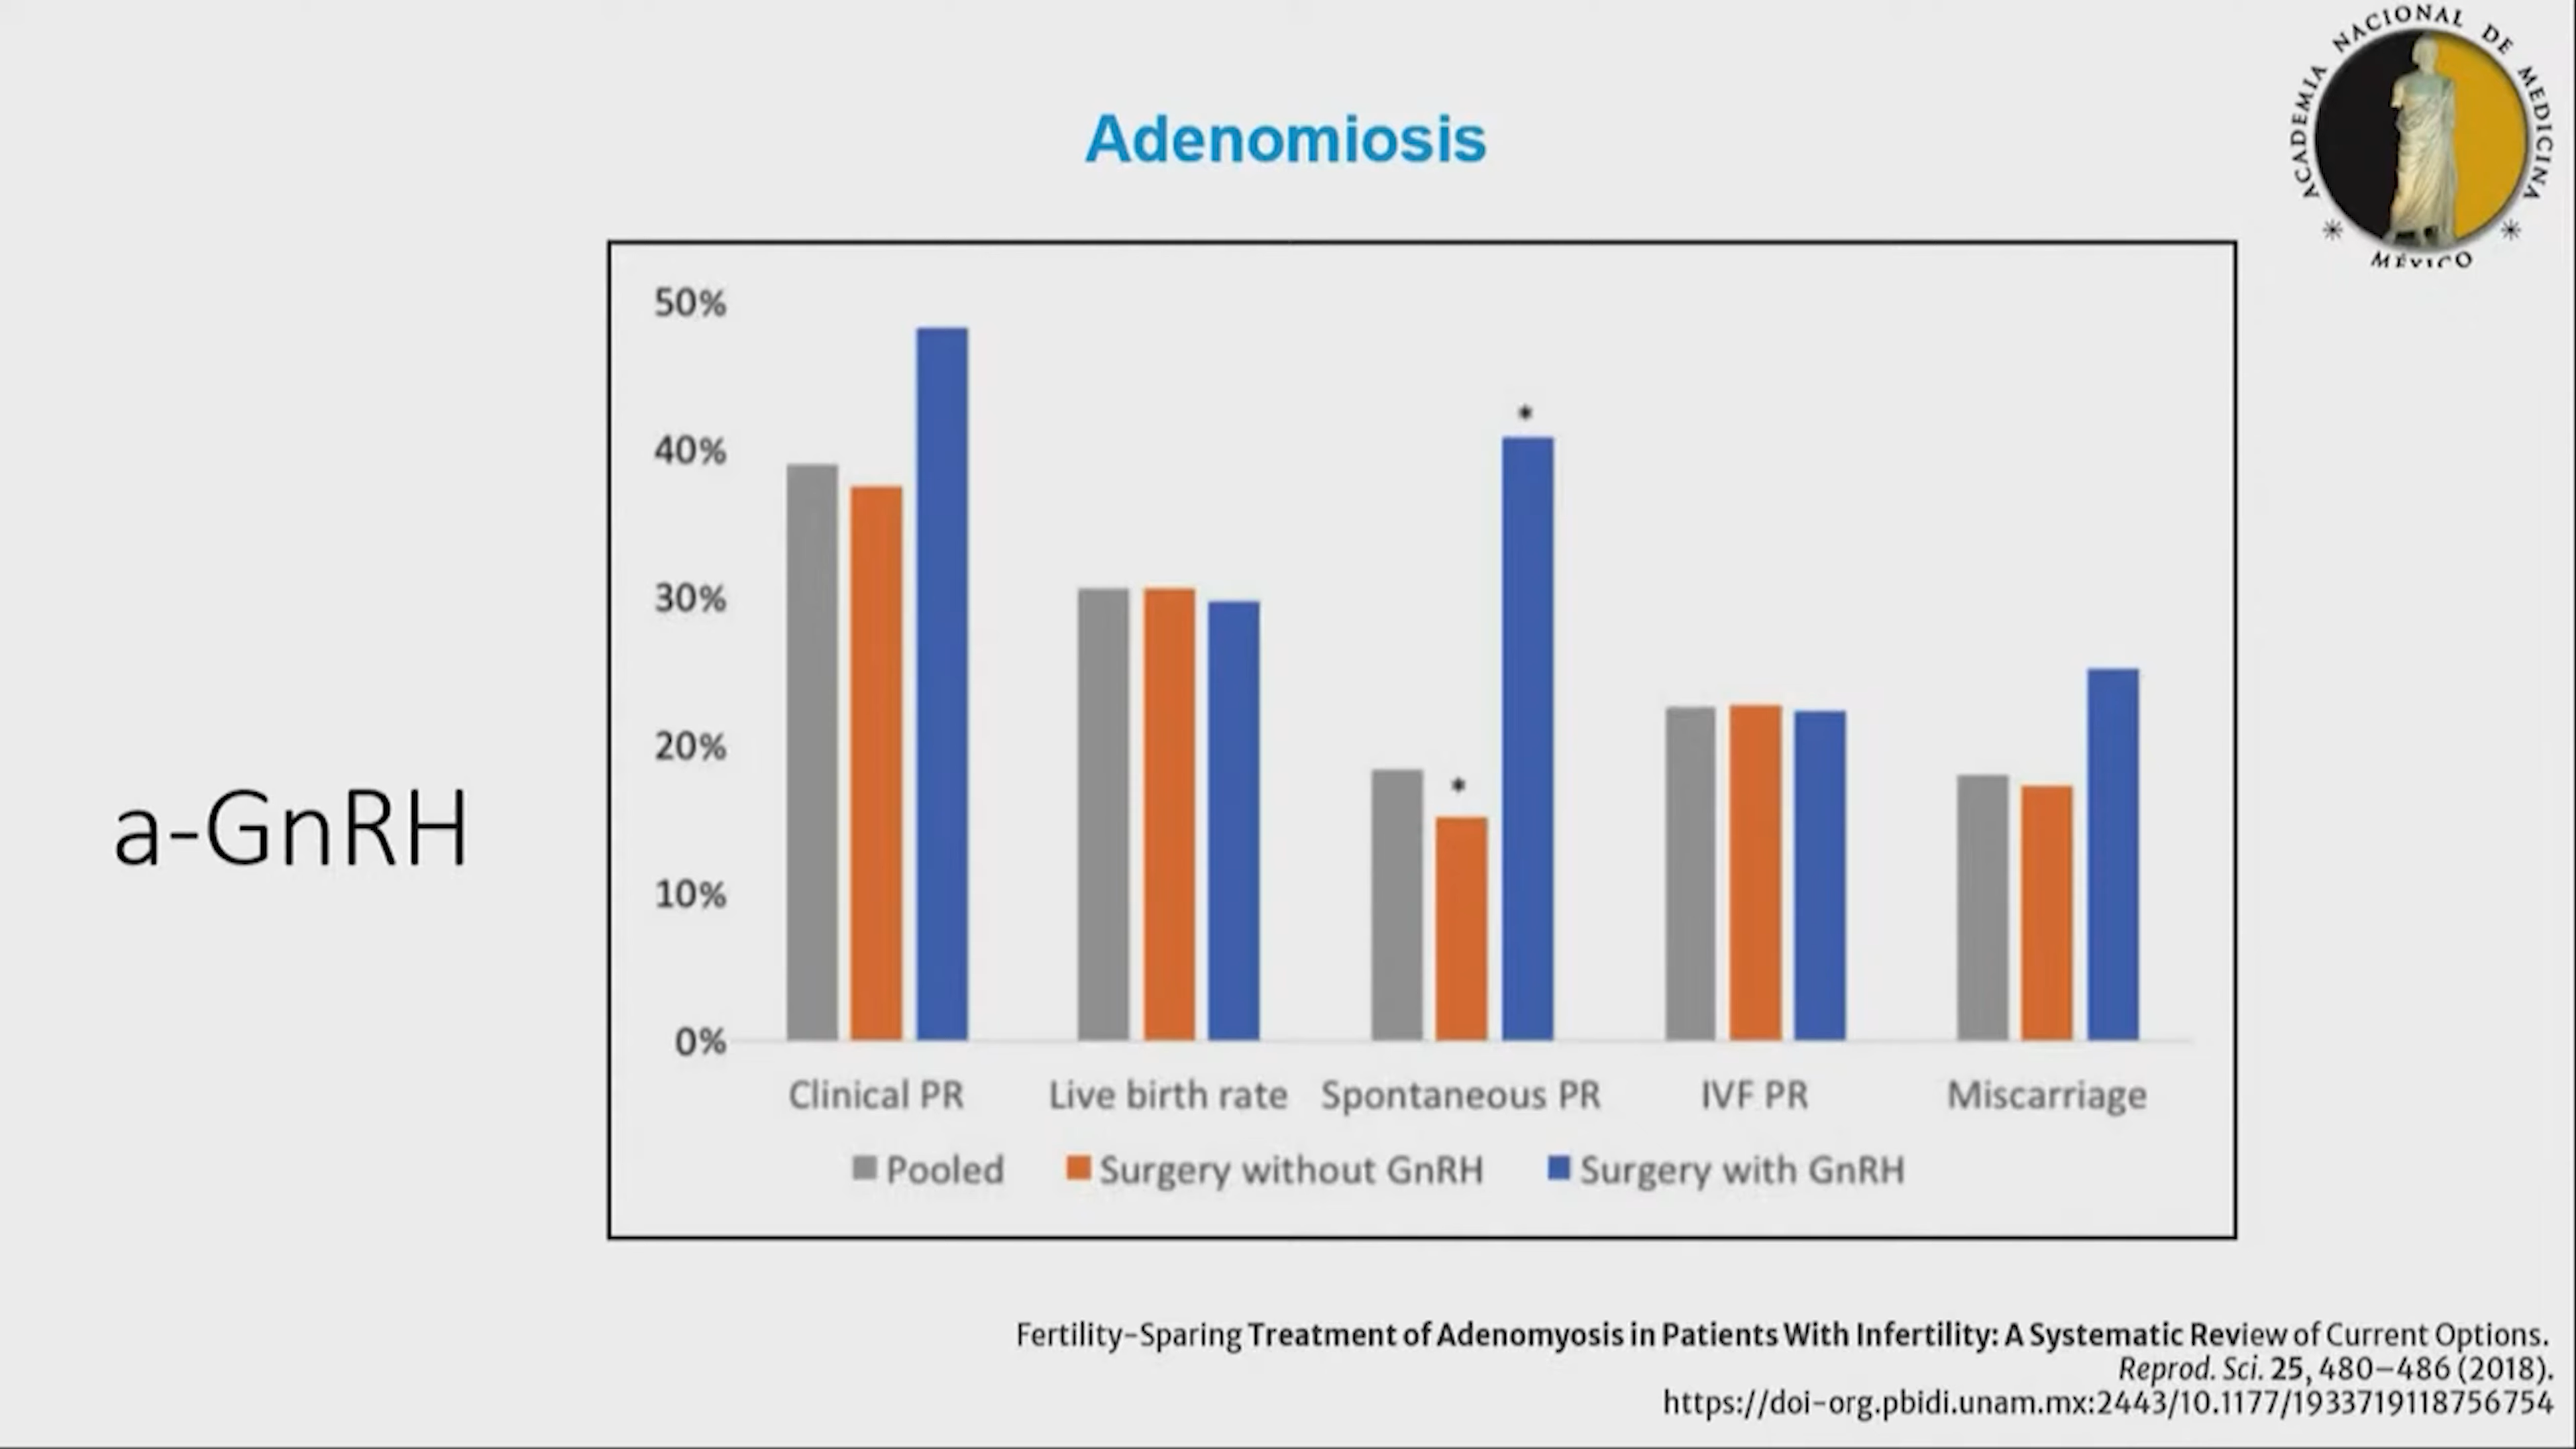 ACADEMIA NACIONAL DE MEDICINA
* MÉXICO *
Adenomiosis
a-GnRH
50%
40%
30%
20%
10%
0%
*
*
Clinical PR Live birth rate Spontaneous PR IVF PR Miscarriage
Pooled Surgery without GnRH Surgery with GnRH
Fertility-Sparing Treatment of Adenomyosis in Patients With Infertility: A Systematic Review of Current Options.
Reprod. Sci. 25, 480–486 (2018).
https://doi-org.pbidi.unam.mx:2443/10.1177/1933719118756754